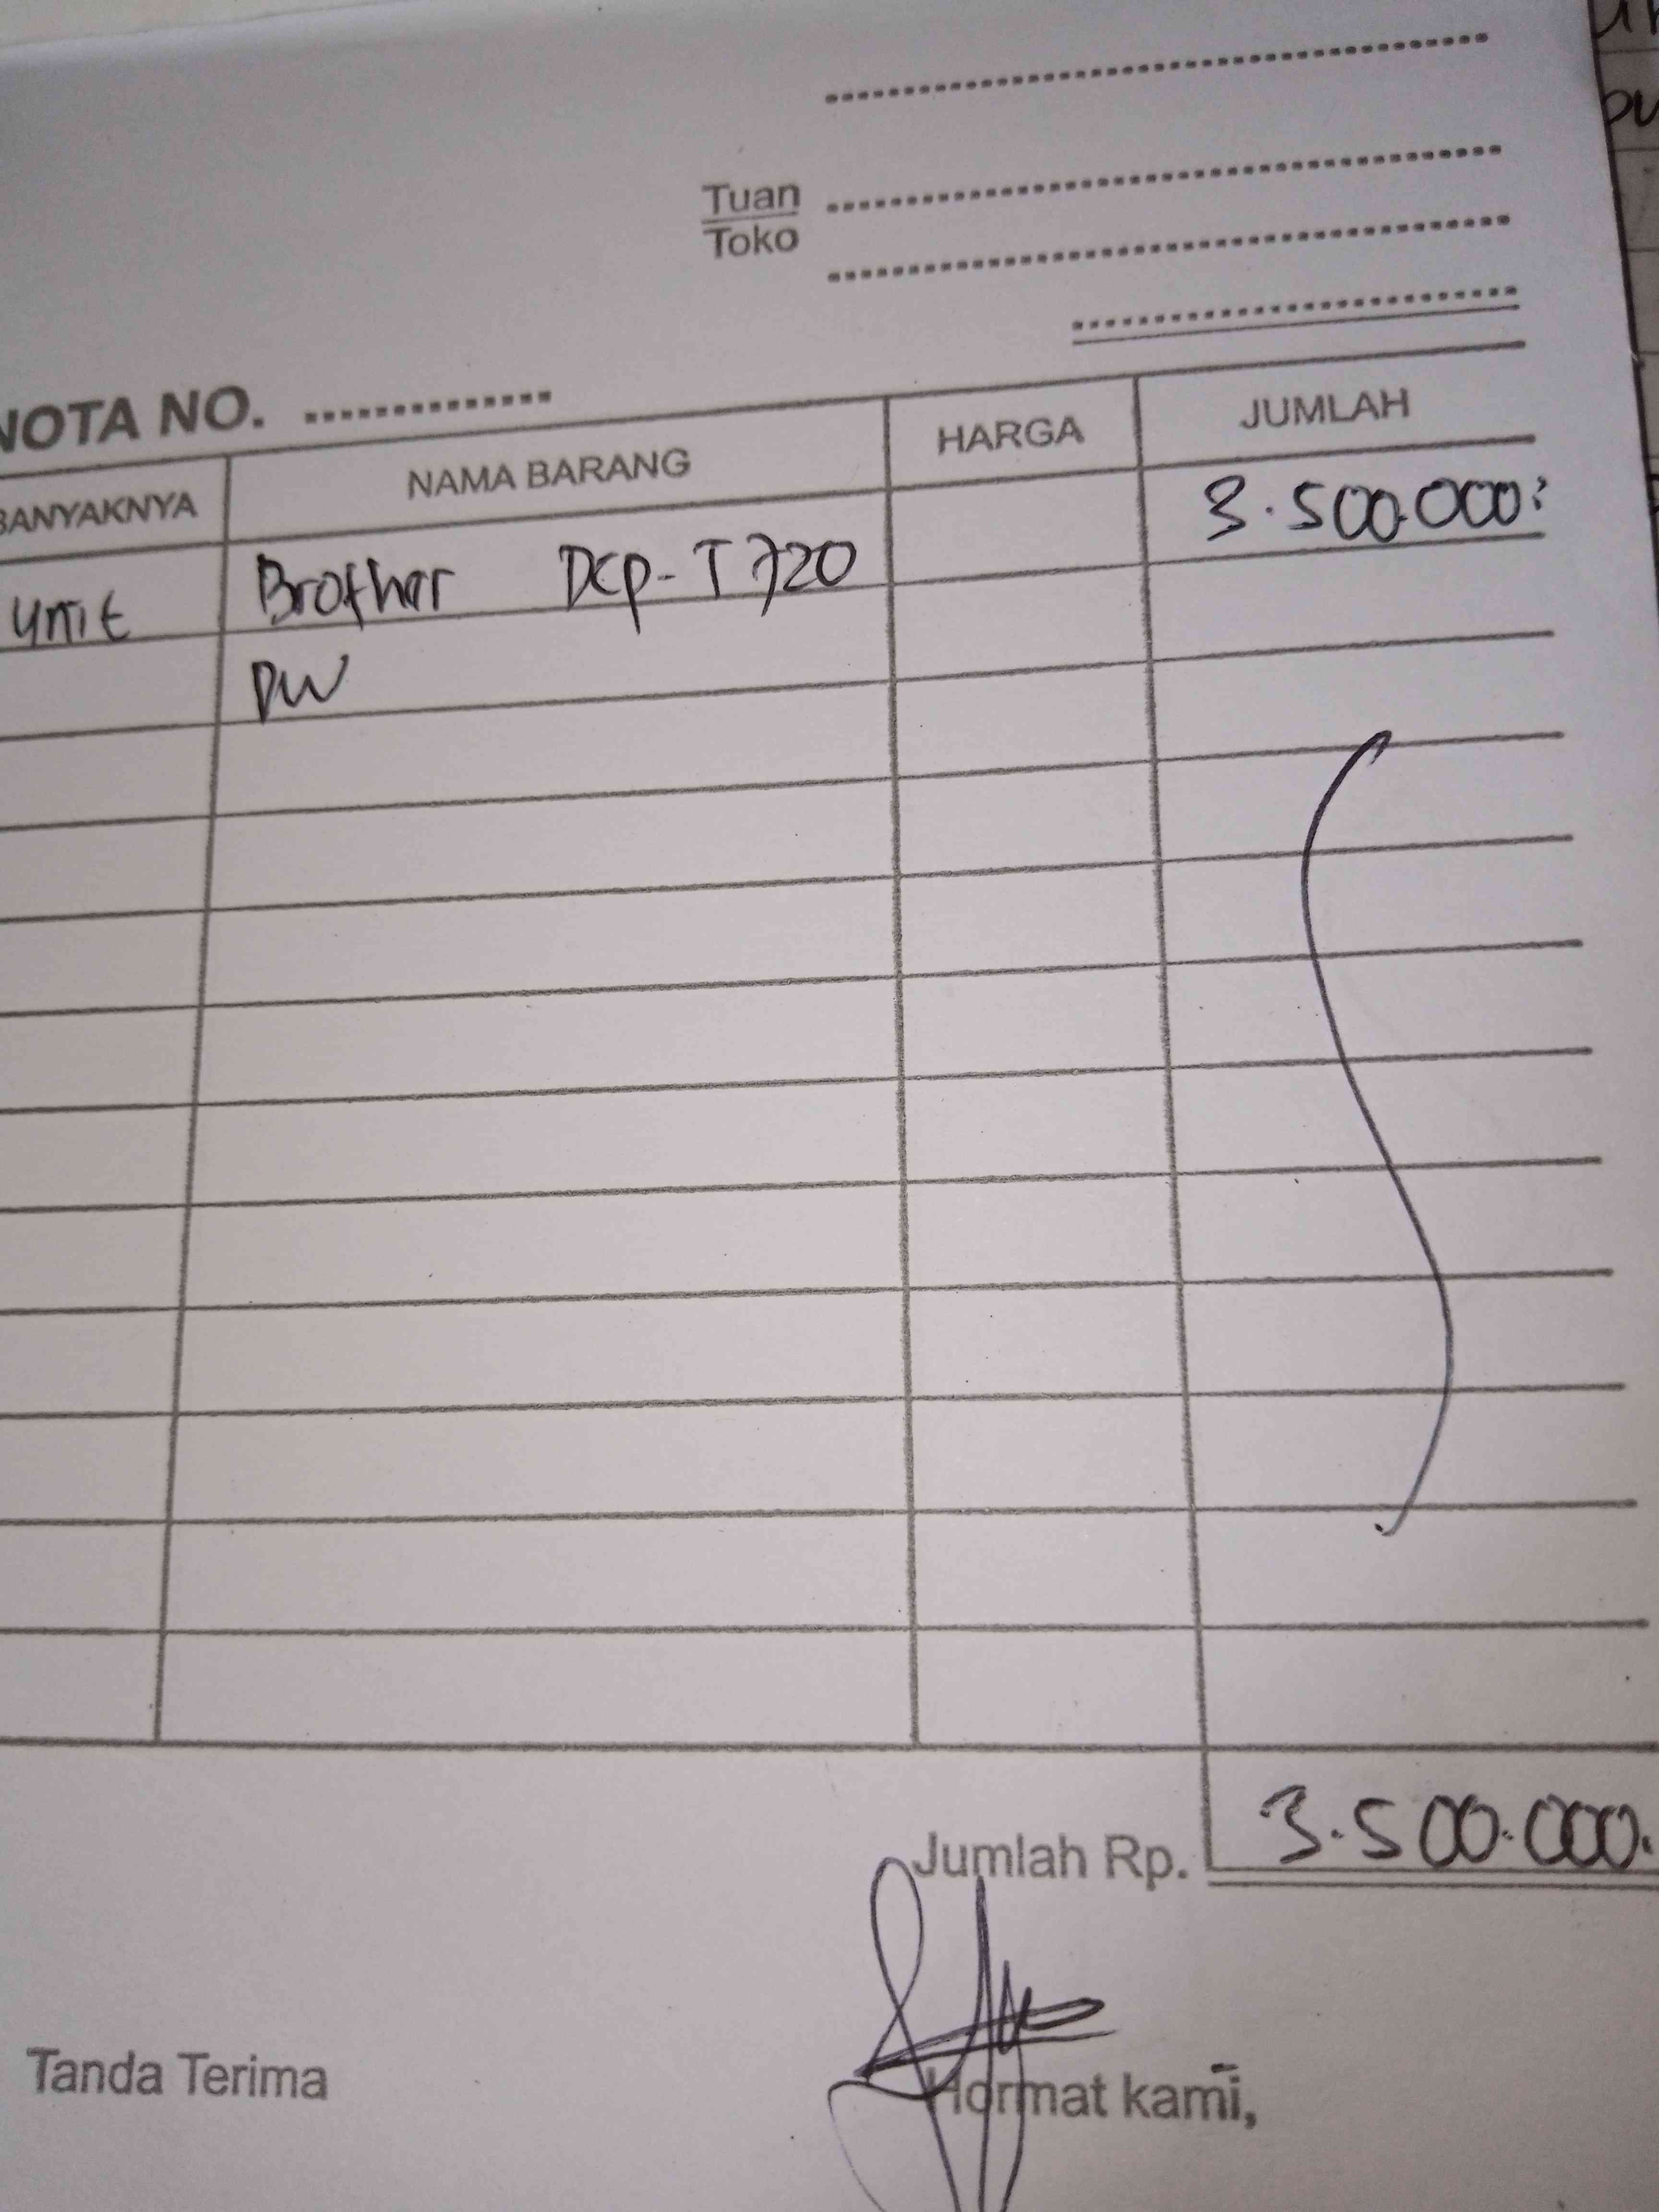 Tuan
Toko
NOTA NO. ..............
BANYAKNYA NAMA BARANG HARGA JUMLAH
unit Brother DCP-T720 3.500.000:
DW
Jumlah Rp. 3.500.000.
Tanda Terima Hormat kami,